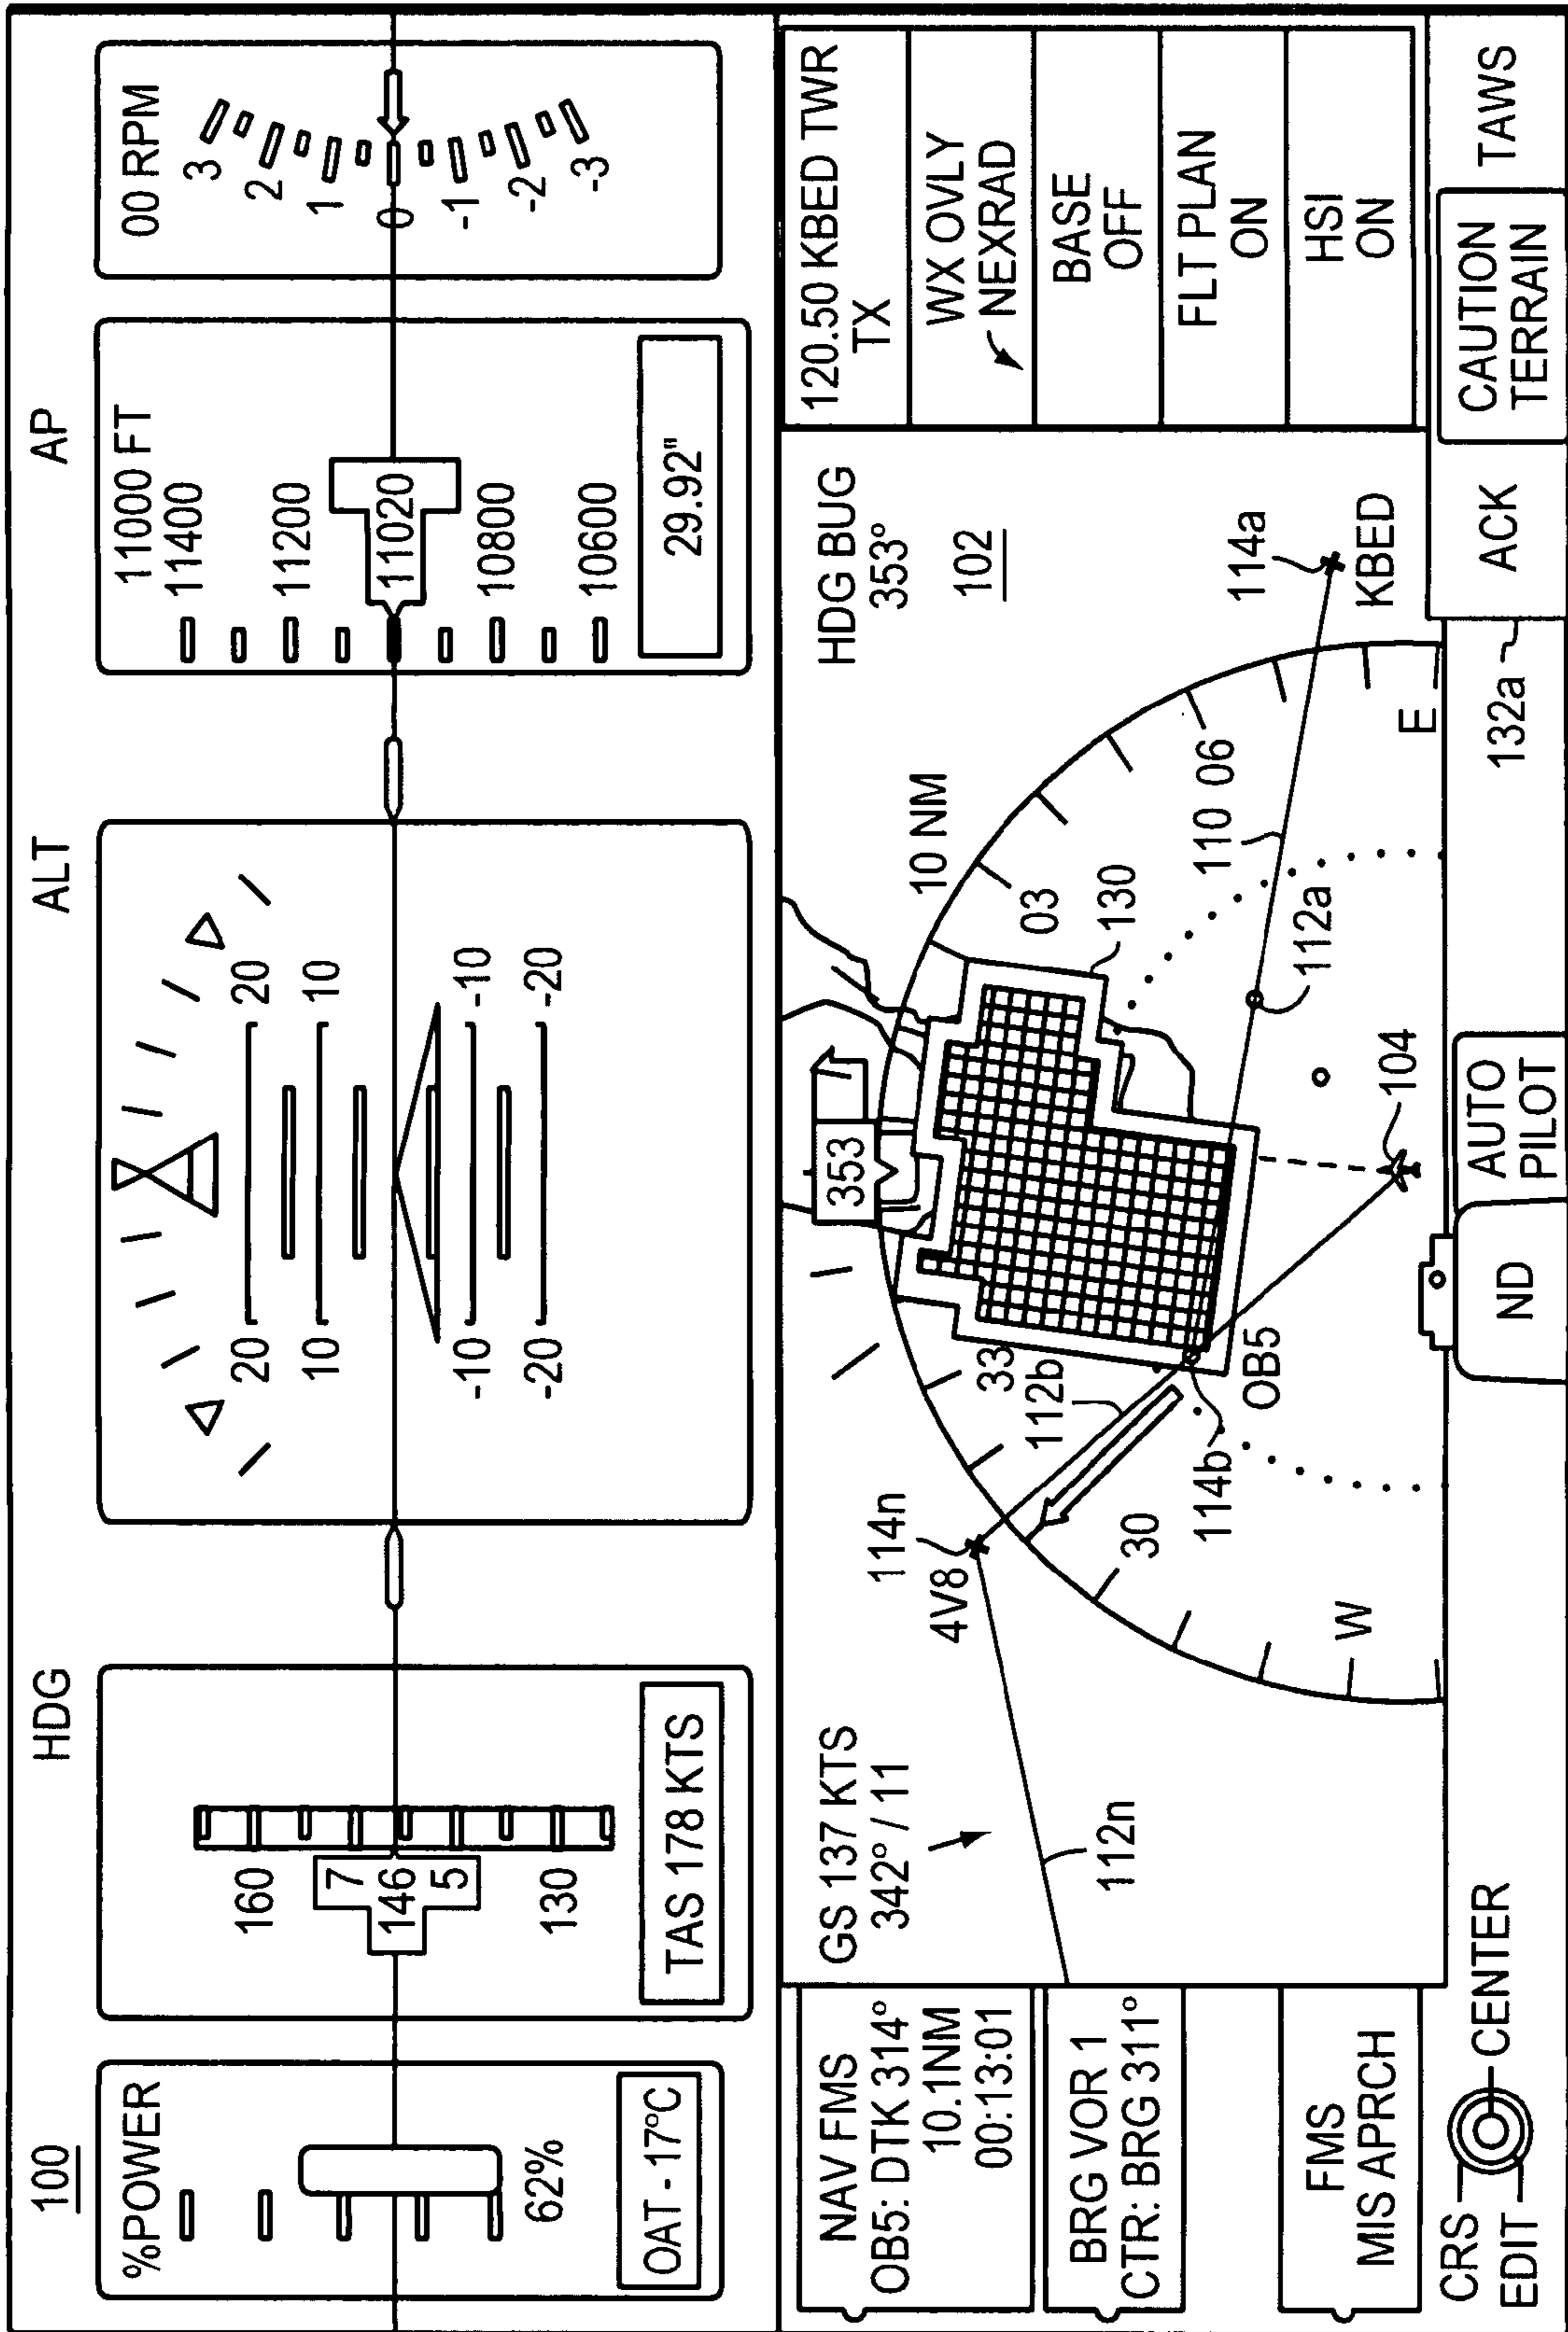 100
HDG
ALT
AP
%POWER
62%
OAT - 17°C
160
7
146
5
130
TAS 178 KTS
20
20
10
10
-10
-10
-20
-20
11000 FT
11400
11200
11020
10800
10600
29.92"
00 RPM
3
2
1
0
-1
-2
-3
NAV FMS
OB5: DTK 314°
10.1NM
00:13:01
BRG VOR 1
CTR: BRG 311°
FMS
MIS APRCH
CRS
EDIT
CENTER
GS 137 KTS
342° / 11
112n
114n
4V8
353
10 NM
HDG BUG
353°
102
33
03
130
112b
30
114b
OB5
W
110
06
112a
104
E
114a
KBED
132a
120.50 KBED TWR
TX
WX OVLY
NEXRAD
BASE
OFF
FLT PLAN
ON
HSI
ON
ND
AUTO
PILOT
ACK
CAUTION
TERRAIN
TAWS